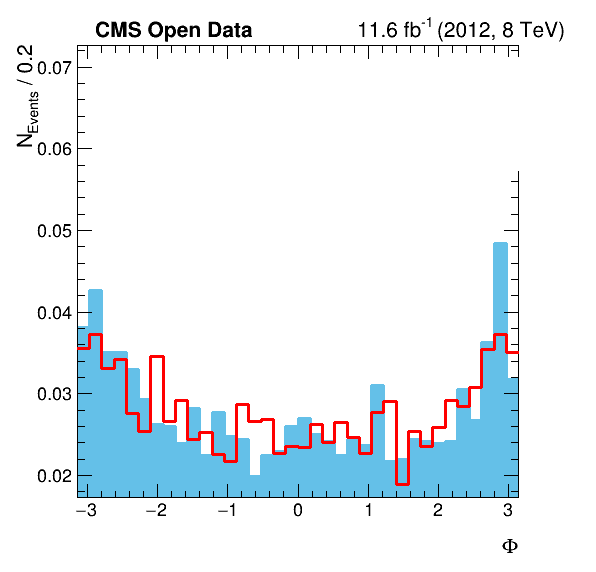 CMS Open Data
11.6 fb-1 (2012, 8 TeV)
NEvents / 0.2
0.07
0.06
0.05
0.04
0.03
0.02
−3 −2 −1 0 1 2 3
Φ